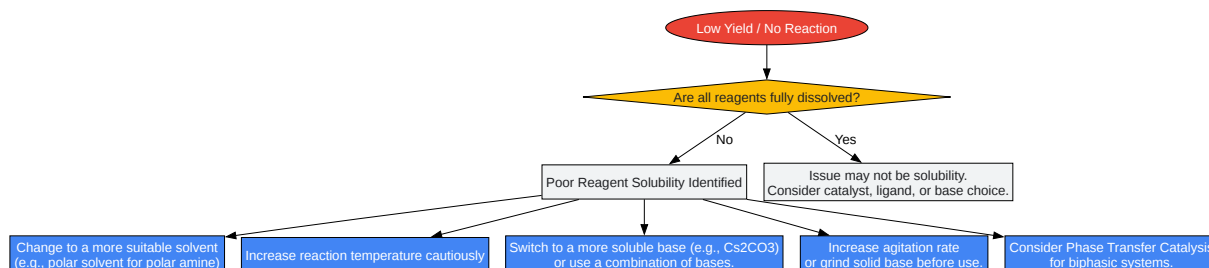 Low Yield / No Reaction
Are all reagents fully dissolved?
No
Yes
Poor Reagent Solubility Identified
Issue may not be solubility.
Consider catalyst, ligand, or base choice.
Change to a more suitable solvent
(e.g., polar solvent for polar amine)
Increase reaction temperature cautiously
Switch to a more soluble base (e.g., Cs2CO3)
or use a combination of bases.
Increase agitation rate
or grind solid base before use.
Consider Phase Transfer Catalysis
for biphasic systems.